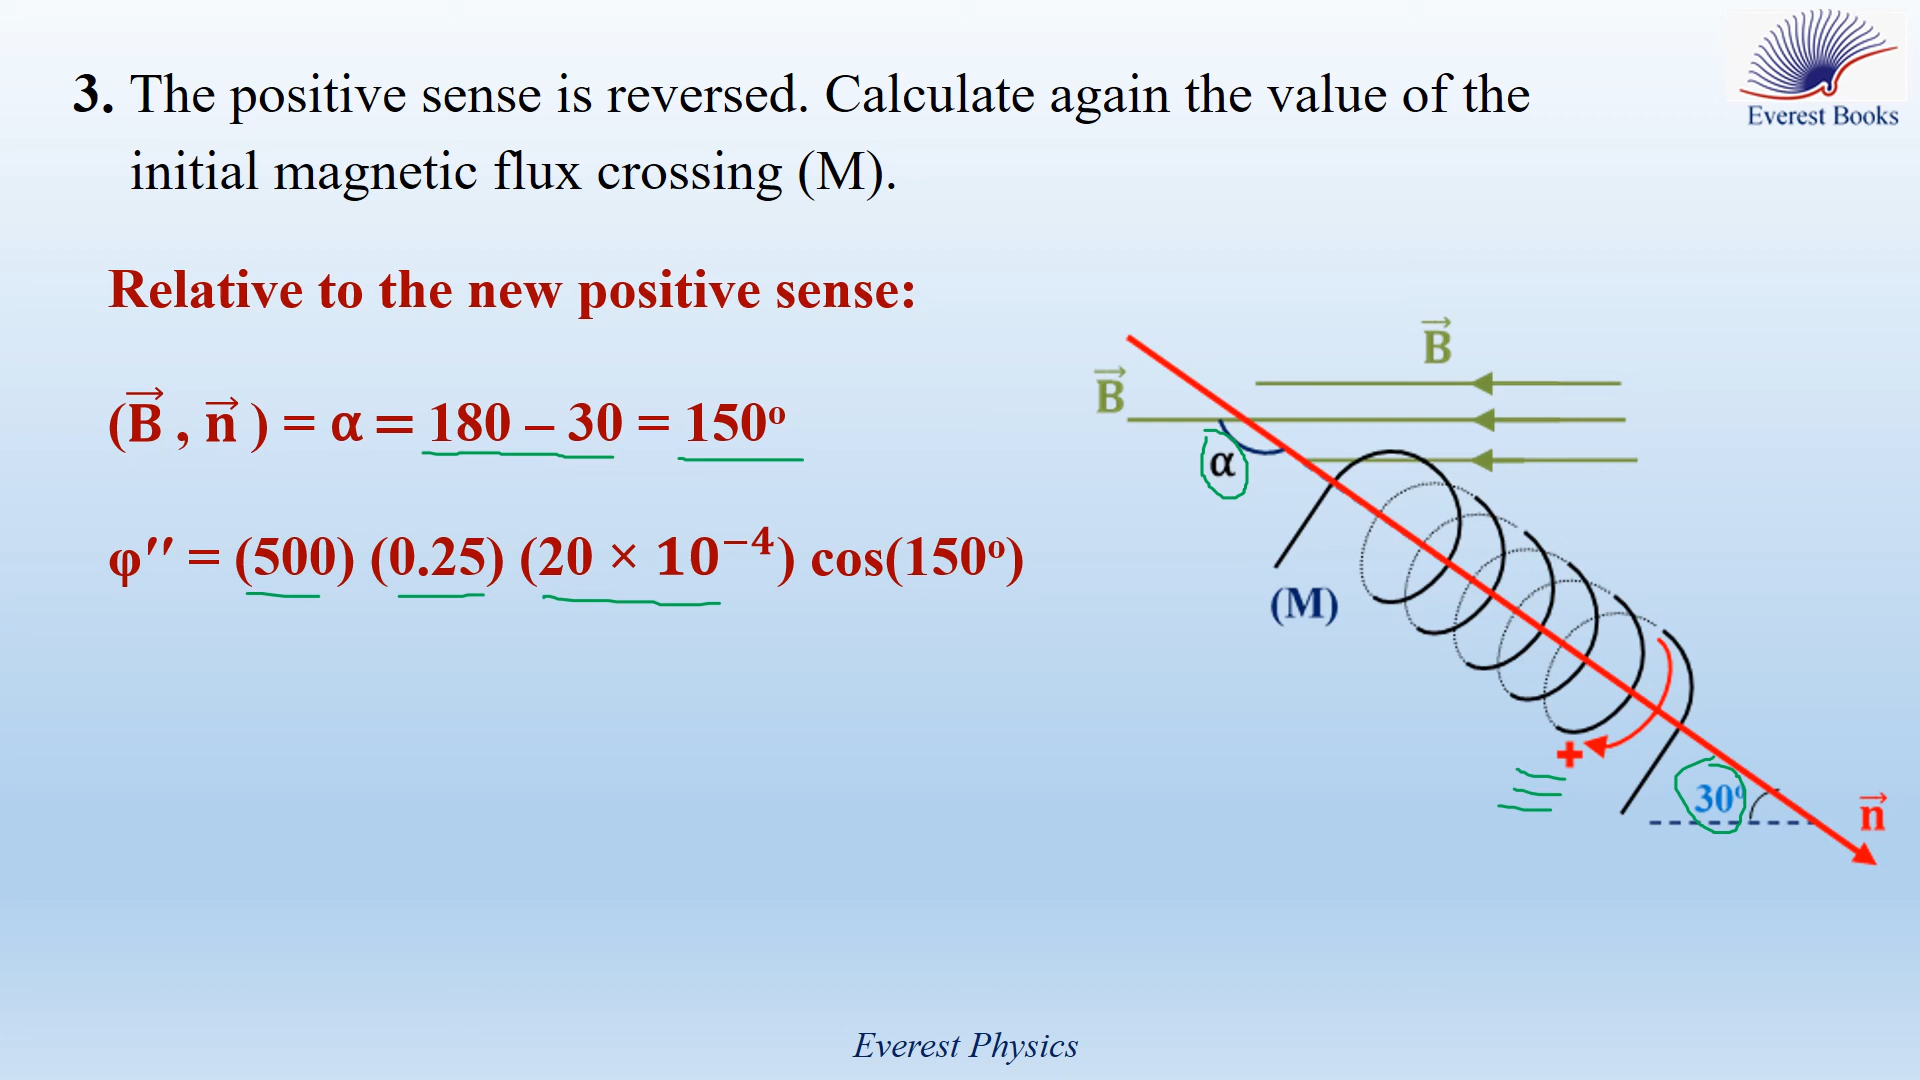 3. The positive sense is reversed. Calculate again the value of the
initial magnetic flux crossing (M).
Everest Books
Relative to the new positive sense:
(B⃗ , n⃗ ) = α = 180 – 30 = 150º
φ′′ = (500) (0.25) (20 × 10⁻⁴) cos(150º)
B⃗
B⃗
α
(M)
+
30º
n⃗
Everest Physics